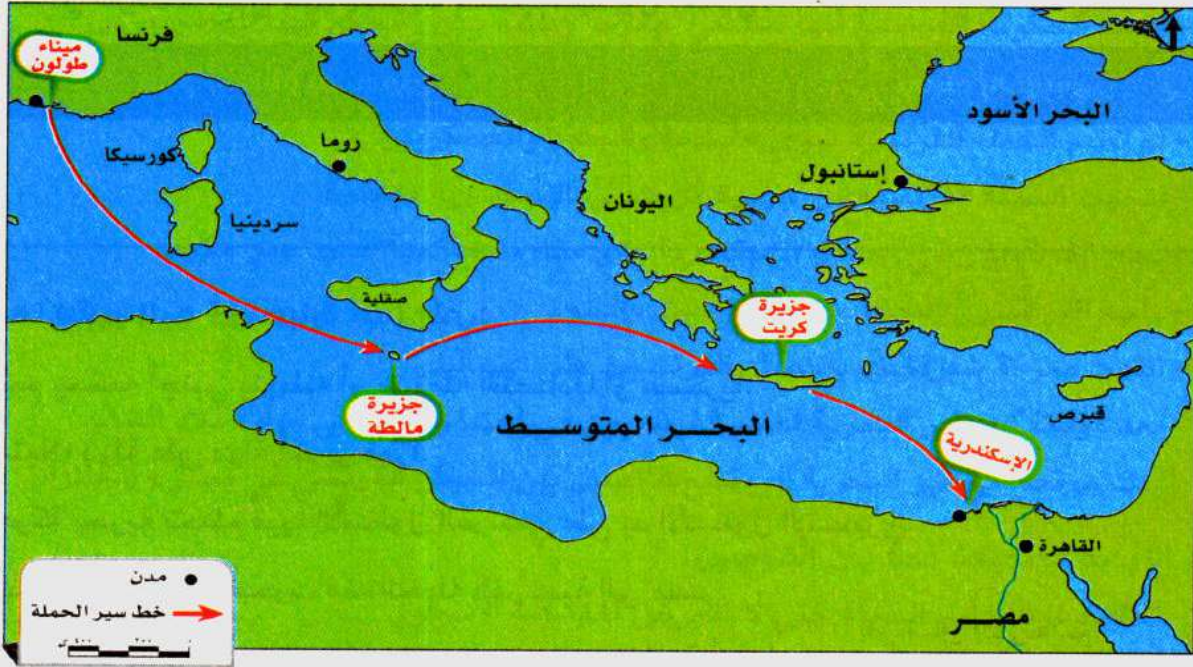 فرنسا
ميناء
طولون
البحر الأسود
كورسيكا
روما
إستانبول
اليونان
سردينيا
صقلية
جزيرة
كريت
جزيرة
مالطة
قبرص
البحر المتوسط
الإسكندرية
القاهرة
مصر
مدن
خط سير الحملة